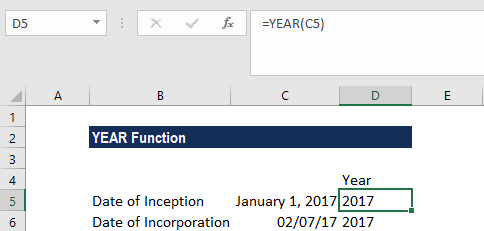 D5 fx =YEAR(C5)
A B C D E
1
2 YEAR Function
3
4 Year
5 Date of Inception January 1, 2017 2017
6 Date of Incorporation 02/07/17 2017